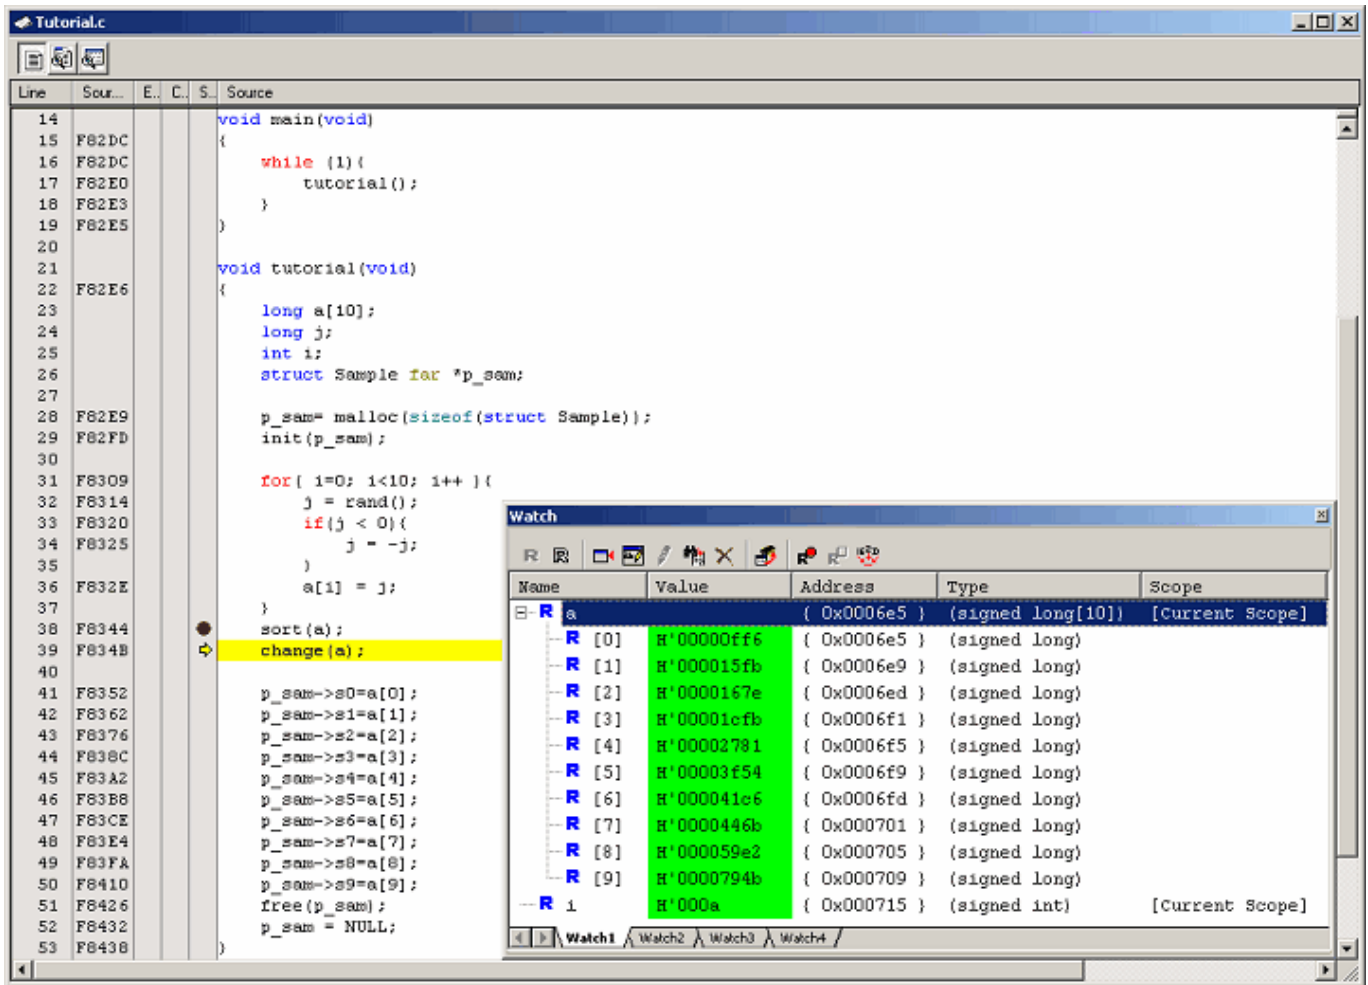 Tutorial.c
Line Sour... E.. C.. S.. Source
14 void main(void)
15 F82DC {
16 F82DC while (1){
17 F82E0 tutorial();
18 F82E3 }
19 F82E5 }
20
21 void tutorial(void)
22 F82E6 {
23 long a[10];
24 long j;
25 int i;
26 struct Sample far *p_sam;
27
28 F82E9 p_sam= malloc(sizeof(struct Sample));
29 F82FD init(p_sam);
30
31 F8309 for( i=0; i<10; i++ ){
32 F8314 j = rand();
33 F8320 if(j < 0){
34 F8325 j = -j;
35 }
36 F832E a[i] = j;
37 }
38 F8344 sort(a);
39 F834B change(a);
40
41 F8352 p_sam->s0=a[0];
42 F8362 p_sam->s1=a[1];
43 F8376 p_sam->s2=a[2];
44 F838C p_sam->s3=a[3];
45 F83A2 p_sam->s4=a[4];
46 F83B8 p_sam->s5=a[5];
47 F83CE p_sam->s6=a[6];
48 F83E4 p_sam->s7=a[7];
49 F83FA p_sam->s8=a[8];
50 F8410 p_sam->s9=a[9];
51 F8426 free(p_sam);
52 F8432 p_sam = NULL;
53 F8438 }
Watch
Name Value Address Type Scope
R a { 0x0006e5 } (signed long[10]) [Current Scope]
R [0] H'00000ff6 { 0x0006e5 } (signed long)
R [1] H'000015fb { 0x0006e9 } (signed long)
R [2] H'0000167e { 0x0006ed } (signed long)
R [3] H'00001cfb { 0x0006f1 } (signed long)
R [4] H'00002781 { 0x0006f5 } (signed long)
R [5] H'00003f54 { 0x0006f9 } (signed long)
R [6] H'000041c6 { 0x0006fd } (signed long)
R [7] H'0000446b { 0x000701 } (signed long)
R [8] H'000059e2 { 0x000705 } (signed long)
R [9] H'0000794b { 0x000709 } (signed long)
R i H'000a { 0x000715 } (signed int) [Current Scope]
Watch1 Watch2 Watch3 Watch4